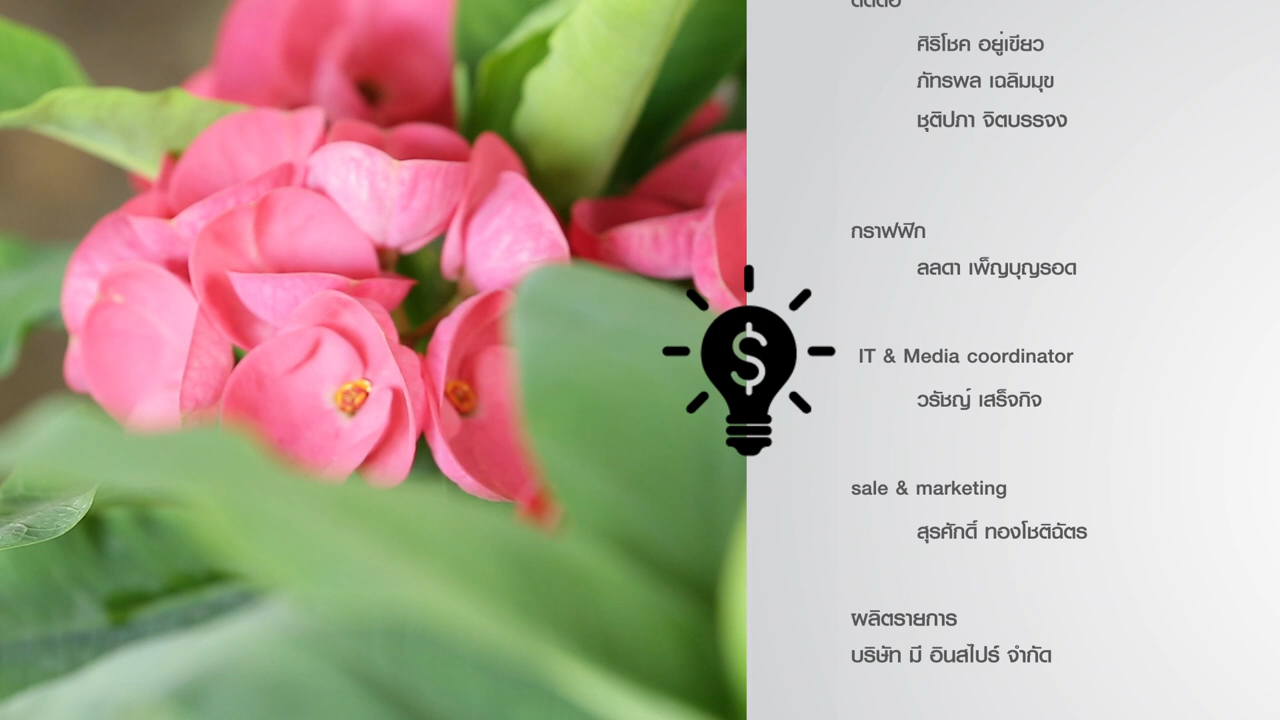 ตัดต่อ
ศิริโชค อยู่เขียว
ภัทรพล เฉลิมมุข
ชุติปภา จิตบรรจง
กราฟฟิก
ลลดา เพ็ญบุญรอด
IT & Media coordinator
วรัชญ์ เสร็จกิจ
sale & marketing
สุรศักดิ์ ทองโชติฉัตร
ผลิตรายการ
บริษัท มี อินสไปร์ จำกัด
$